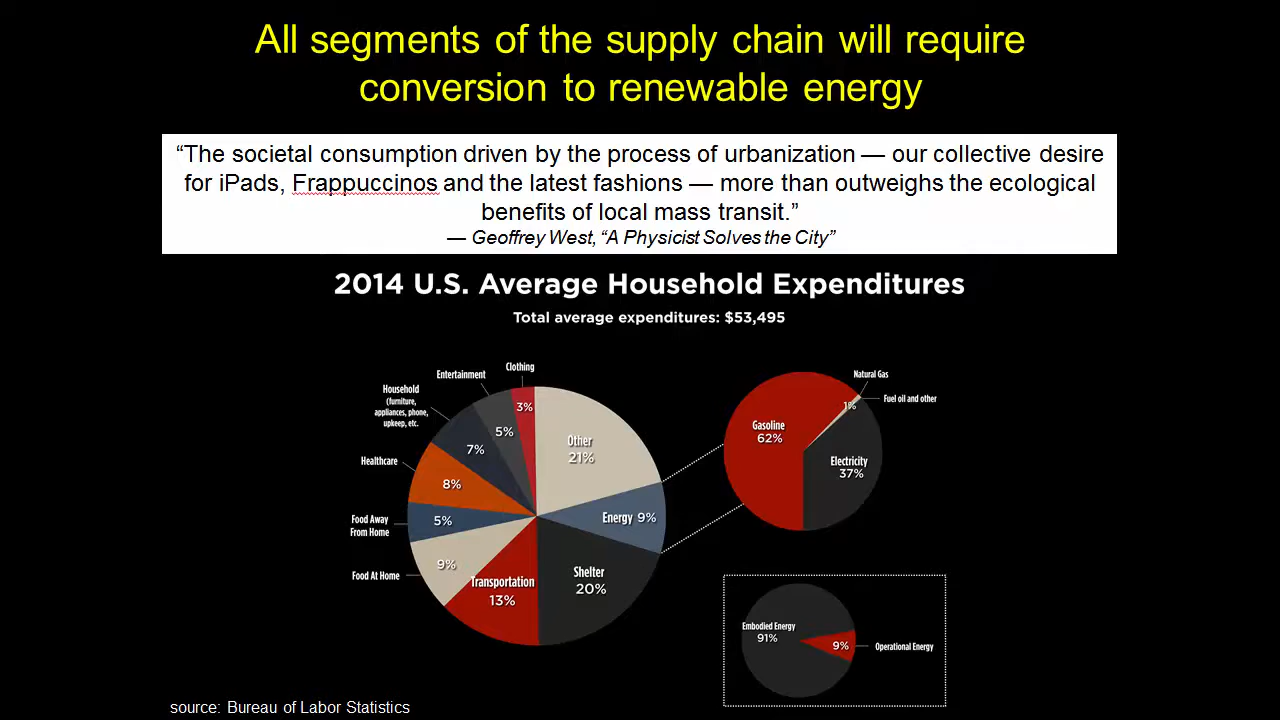 All segments of the supply chain will require
conversion to renewable energy
“The societal consumption driven by the process of urbanization — our collective desire
for iPads, Frappuccinos and the latest fashions — more than outweighs the ecological
benefits of local mass transit.”
— Geoffrey West, “A Physicist Solves the City”
2014 U.S. Average Household Expenditures
Total average expenditures: $53,495
Clothing
3%
Entertainment
5%
Household
(furniture,
appliances, phone,
upkeep, etc.
7%
Healthcare
8%
Food Away
From Home
5%
Food At Home
9%
Transportation
13%
Shelter
20%
Energy 9%
Other
21%
Natural Gas
1%
Fuel oil and other
Gasoline
62%
Electricity
37%
Embodied Energy
91%
9%
Operational Energy
source: Bureau of Labor Statistics